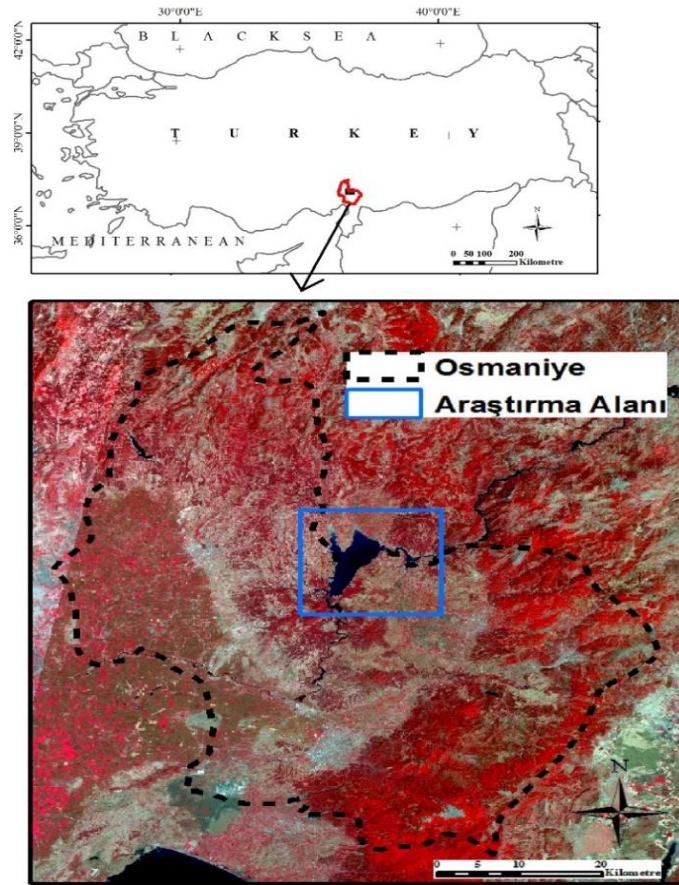 30°0'0"E 40°0'0"E
42°0'0"N
B L A C K S E A
39°0'0"N
T U R K E Y
36°0'0"N
MEDITERRANEAN
N
0 50 100 200
Kilometre
Osmaniye
Araştırma Alanı
N
0 5 10 20
Kilometre